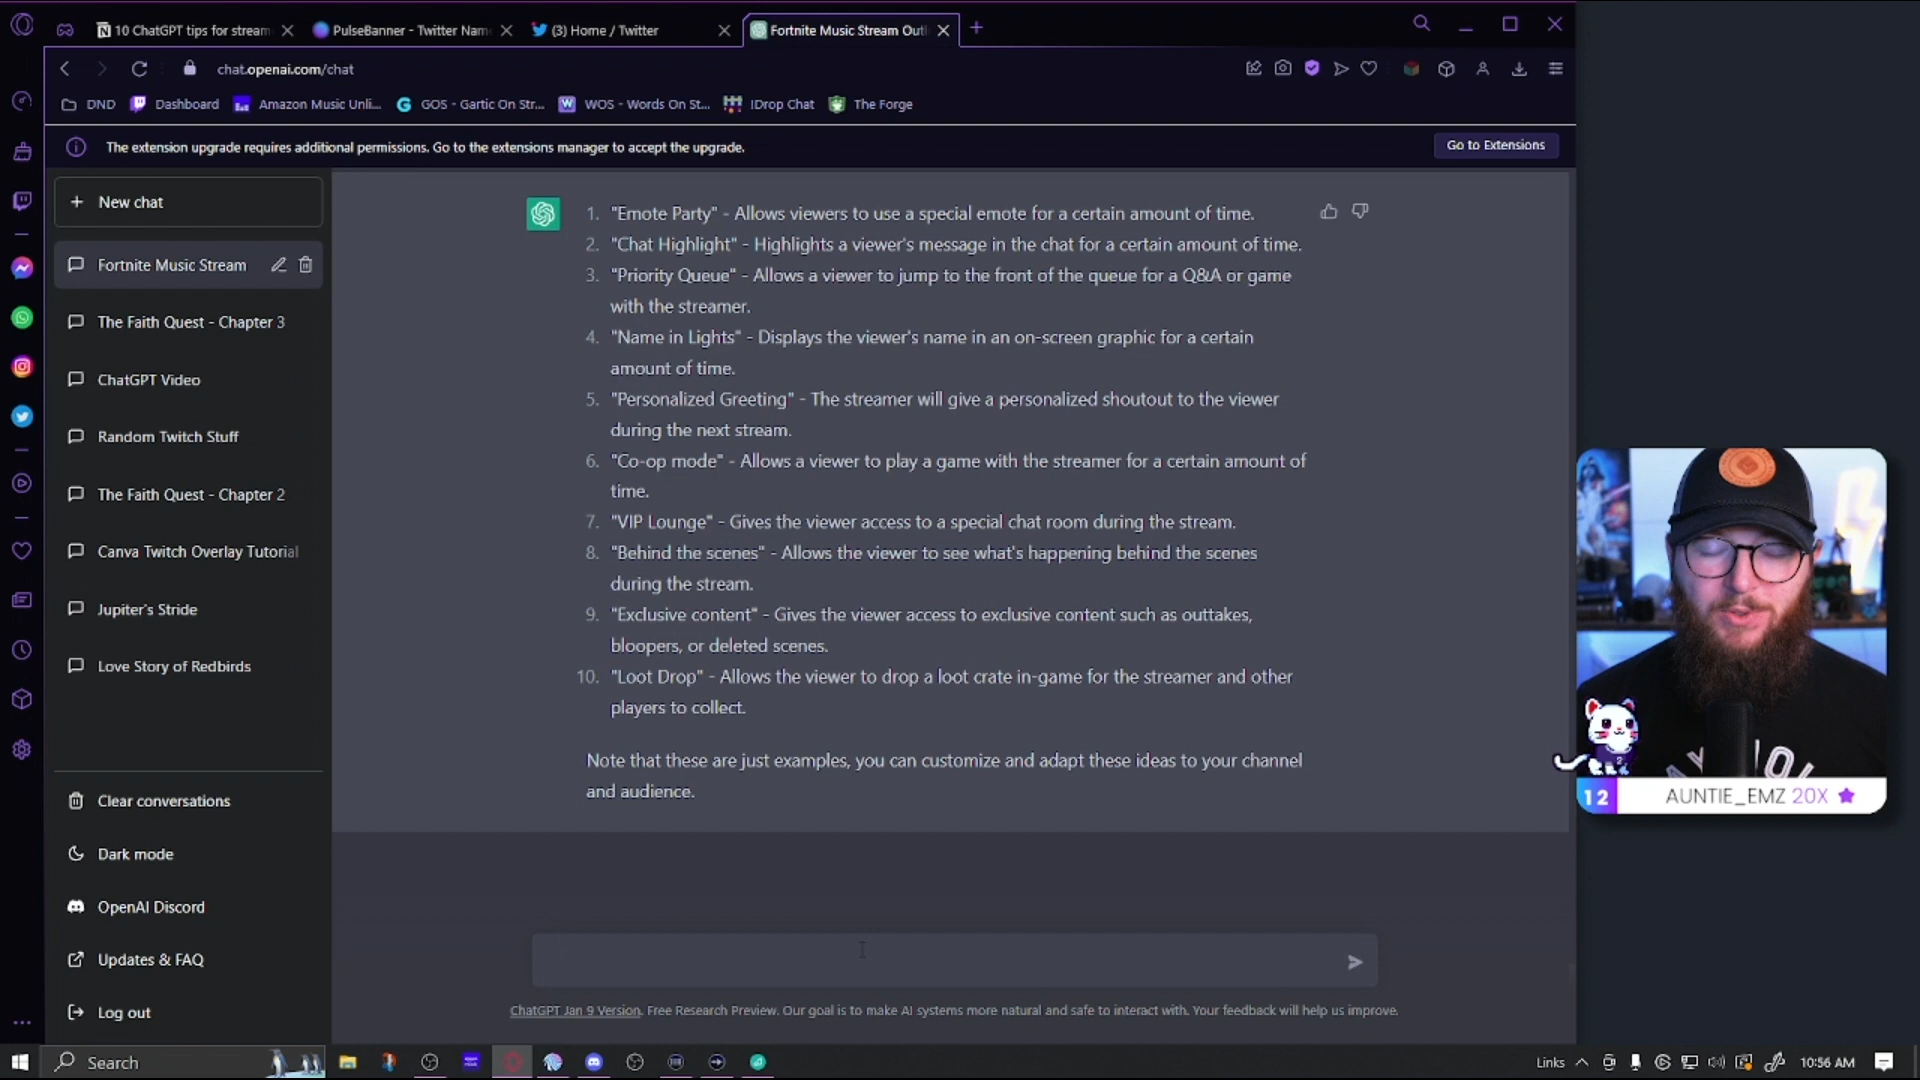 10 ChatGPT tips for stream
PulseBanner - Twitter Nam
(3) Home / Twitter
Fortnite Music Stream Outl
chat.openai.com/chat
DND
Dashboard
Amazon Music Unli...
GOS - Gartic On Str...
WOS - Words On St...
IDrop Chat
The Forge
The extension upgrade requires additional permissions. Go to the extensions manager to accept the upgrade.
Go to Extensions
New chat
Fortnite Music Stream
The Faith Quest - Chapter 3
ChatGPT Video
Random Twitch Stuff
The Faith Quest - Chapter 2
Canva Twitch Overlay Tutorial
Jupiter's Stride
Love Story of Redbirds
Clear conversations
Dark mode
OpenAI Discord
Updates & FAQ
Log out
1. "Emote Party" - Allows viewers to use a special emote for a certain amount of time.
2. "Chat Highlight" - Highlights a viewer's message in the chat for a certain amount of time.
3. "Priority Queue" - Allows a viewer to jump to the front of the queue for a Q&A or game
with the streamer.
4. "Name in Lights" - Displays the viewer's name in an on-screen graphic for a certain
amount of time.
5. "Personalized Greeting" - The streamer will give a personalized shoutout to the viewer
during the next stream.
6. "Co-op mode" - Allows a viewer to play a game with the streamer for a certain amount of
time.
7. "VIP Lounge" - Gives the viewer access to a special chat room during the stream.
8. "Behind the scenes" - Allows the viewer to see what's happening behind the scenes
during the stream.
9. "Exclusive content" - Gives the viewer access to exclusive content such as outtakes,
bloopers, or deleted scenes.
10. "Loot Drop" - Allows the viewer to drop a loot crate in-game for the streamer and other
players to collect.
Note that these are just examples, you can customize and adapt these ideas to your channel
and audience.
ChatGPT Jan 9 Version. Free Research Preview. Our goal is to make AI systems more natural and safe to interact with. Your feedback will help us improve.
12 AUNTIE_EMZ 20X
Search
Links
10:56 AM